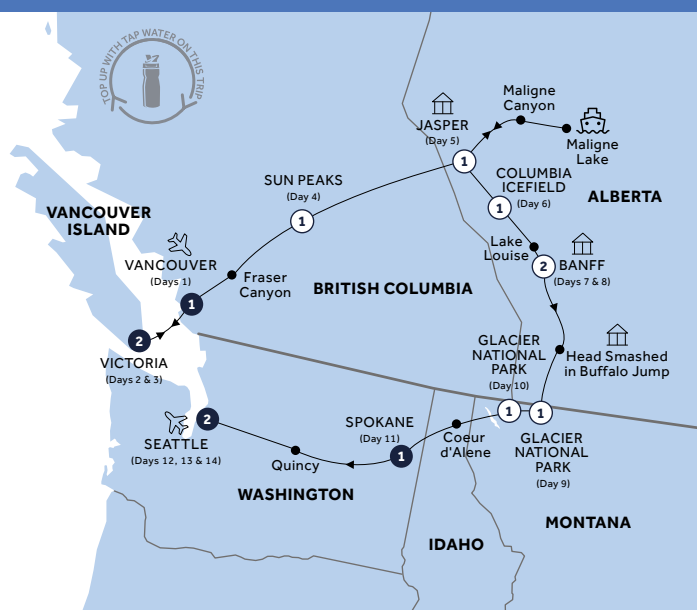 TOP UP WITH TAP WATER ON THIS TRIP
Maligne
Canyon
JASPER
(Day 5)
1
Maligne
Lake
COLUMBIA
ICEFIELD
(Day 6)
1
ALBERTA
SUN PEAKS
(Day 4)
1
VANCOUVER
ISLAND
Lake
Louise
2
BANFF
(Days 7 & 8)
VANCOUVER
(Days 1)
1
Fraser
Canyon
BRITISH COLUMBIA
2
VICTORIA
(Days 2 & 3)
GLACIER
NATIONAL
PARK
(Day 10)
1
Head Smashed
in Buffalo Jump
1
GLACIER
NATIONAL
PARK
(Day 9)
SPOKANE
(Day 11)
1
Coeur
d'Alene
2
SEATTLE
(Days 12, 13 & 14)
Quincy
WASHINGTON
IDAHO
MONTANA